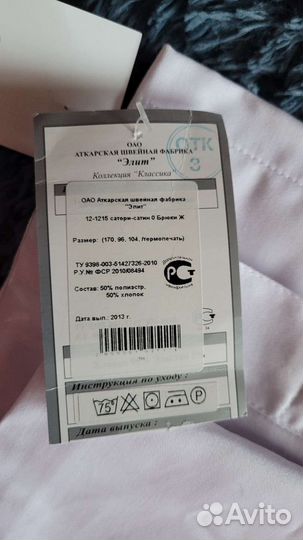 ОАО
АТКАРСКАЯ ШВЕЙНАЯ ФАБРИКА
"Элит"
ОТК
3
Коллекция "Классика"
ОАО Аткарская швейная фабрика
"Элит"
12-1215 сатори-сатин 0 Брюки Ж
Размер: (170, 96, 104, /термопечать)
ТУ 9398-003-51427326-2010
Р.У.№ ФСР 2010/08494
Состав: 50% полиэстр.
50% хлопок
Дата вып.: 2013 г.
Инструкция по уходу :
75°
P
Дата выпуска :
Avito